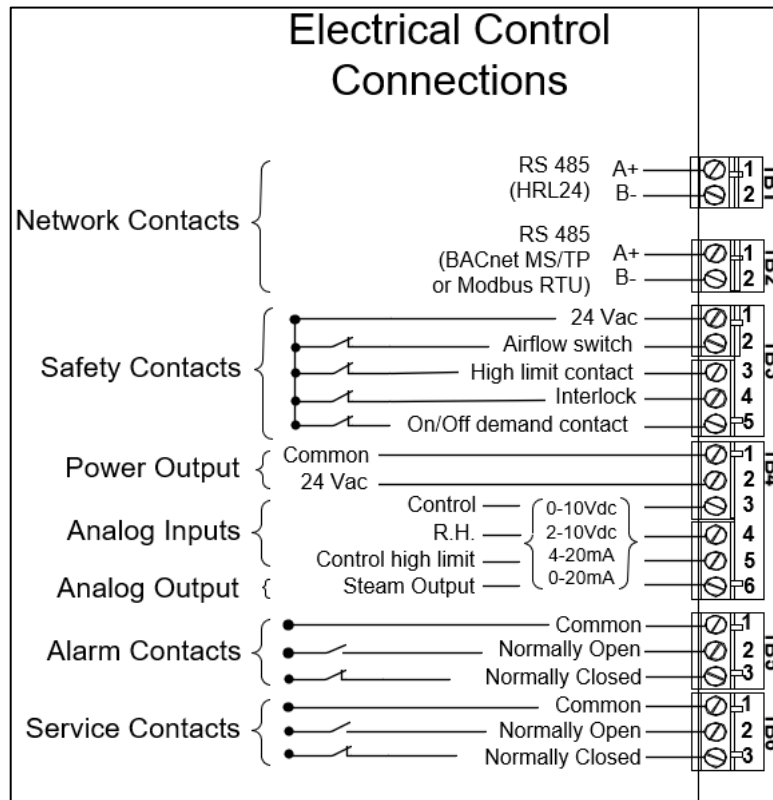 Electrical Control
Connections
Network Contacts
RS 485
(HRL24)
A+
B-
1
2
TB1
RS 485
(BACnet MS/TP
or Modbus RTU)
A+
B-
1
2
TB2
Safety Contacts
24 Vac
1
Airflow switch
2
High limit contact
3
Interlock
4
On/Off demand contact
5
TB3
Power Output
Common
1
24 Vac
2
Analog Inputs
Control
3
R.H.
4
Control high limit
5
0-10Vdc
2-10Vdc
4-20mA
0-20mA
Analog Output
Steam Output
6
TB4
Alarm Contacts
Common
1
Normally Open
2
Normally Closed
3
Service Contacts
Common
1
Normally Open
2
Normally Closed
3